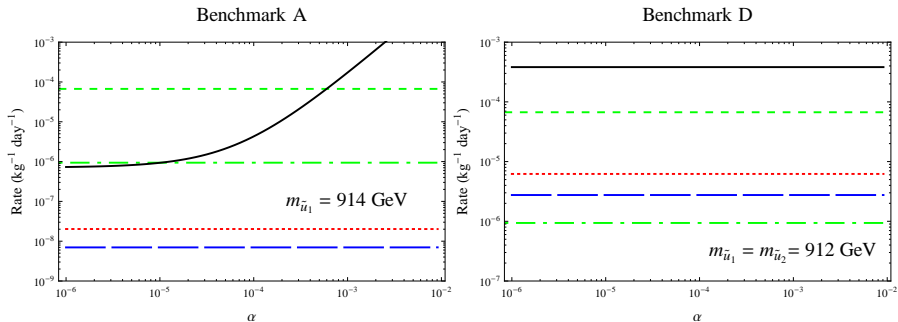 Benchmark A
Rate (kg⁻¹ day⁻¹)
10⁻³
10⁻⁴
10⁻⁵
10⁻⁶
10⁻⁷
10⁻⁸
10⁻⁹
m_ũ₁ = 914 GeV
10⁻⁶ 10⁻⁵ 10⁻⁴ 10⁻³ 10⁻²
α
Benchmark D
Rate (kg⁻¹ day⁻¹)
10⁻³
10⁻⁴
10⁻⁵
10⁻⁶
10⁻⁷
m_ũ₁ = m_ũ₂ = 912 GeV
10⁻⁶ 10⁻⁵ 10⁻⁴ 10⁻³ 10⁻²
α